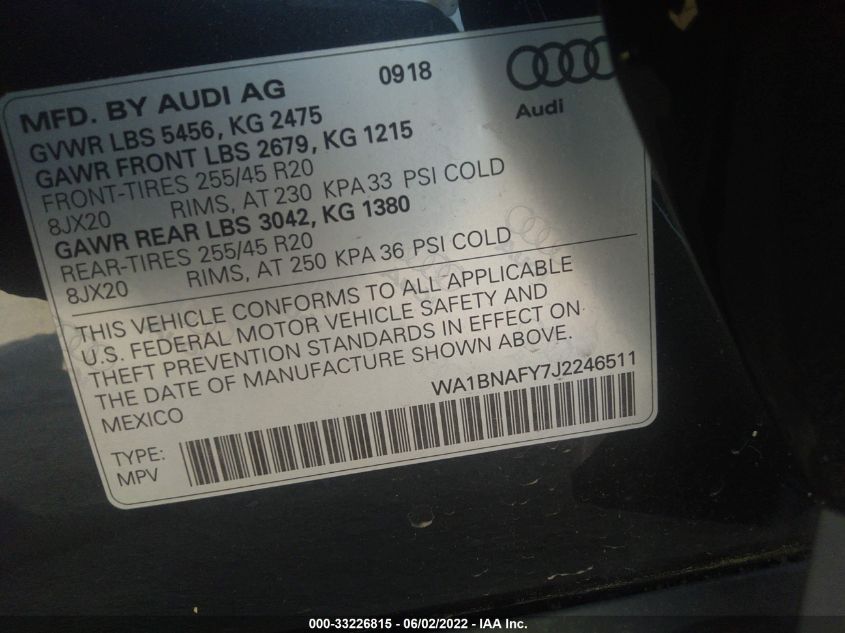 MFD. BY AUDI AG 0918
Audi
GVWR LBS 5456, KG 2475
GAWR FRONT LBS 2679, KG 1215
FRONT-TIRES 255/45 R20
8JX20 RIMS, AT 230 KPA 33 PSI COLD
GAWR REAR LBS 3042, KG 1380
REAR-TIRES 255/45 R20
8JX20 RIMS, AT 250 KPA 36 PSI COLD
THIS VEHICLE CONFORMS TO ALL APPLICABLE
U.S. FEDERAL MOTOR VEHICLE SAFETY AND
THEFT PREVENTION STANDARDS IN EFFECT ON
THE DATE OF MANUFACTURE SHOWN ABOVE.
MEXICO WA1BNAFY7J2246511
TYPE:
MPV
000-33226815 - 06/02/2022 - IAA Inc.